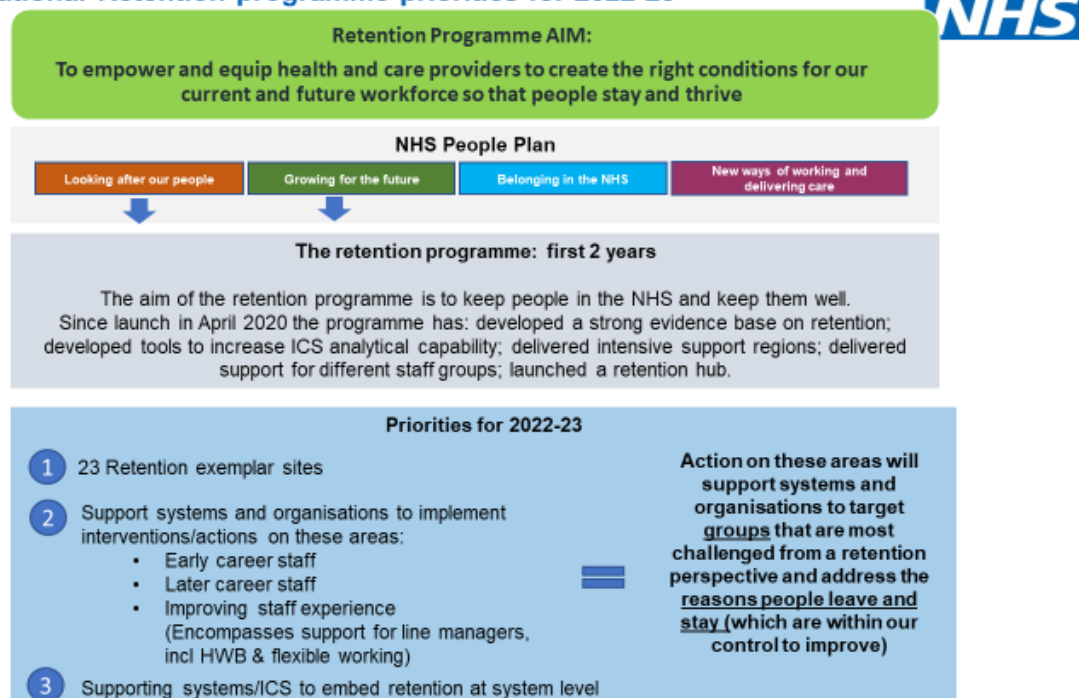 NHS
Retention Programme AIM:
To empower and equip health and care providers to create the right conditions for our
current and future workforce so that people stay and thrive
NHS People Plan
Looking after our people
Growing for the future
Belonging in the NHS
New ways of working and
delivering care
The retention programme: first 2 years
The aim of the retention programme is to keep people in the NHS and keep them well.
Since launch in April 2020 the programme has: developed a strong evidence base on retention;
developed tools to increase ICS analytical capability; delivered intensive support regions; delivered
support for different staff groups; launched a retention hub.
Priorities for 2022-23
1 23 Retention exemplar sites
2 Support systems and organisations to implement
interventions/actions on these areas:
• Early career staff
• Later career staff
• Improving staff experience
(Encompasses support for line managers,
incl HWB & flexible working)
3 Supporting systems/ICS to embed retention at system level
Action on these areas will
support systems and
organisations to target
groups that are most
challenged from a retention
perspective and address the
reasons people leave and
stay (which are within our
control to improve)